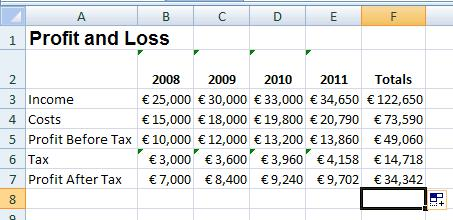 A B C D E F
1 Profit and Loss
2 2008 2009 2010 2011 Totals
3 Income € 25,000 € 30,000 € 33,000 € 34,650 € 122,650
4 Costs € 15,000 € 18,000 € 19,800 € 20,790 € 73,590
5 Profit Before Tax € 10,000 € 12,000 € 13,200 € 13,860 € 49,060
6 Tax € 3,000 € 3,600 € 3,960 € 4,158 € 14,718
7 Profit After Tax € 7,000 € 8,400 € 9,240 € 9,702 € 34,342
8
9